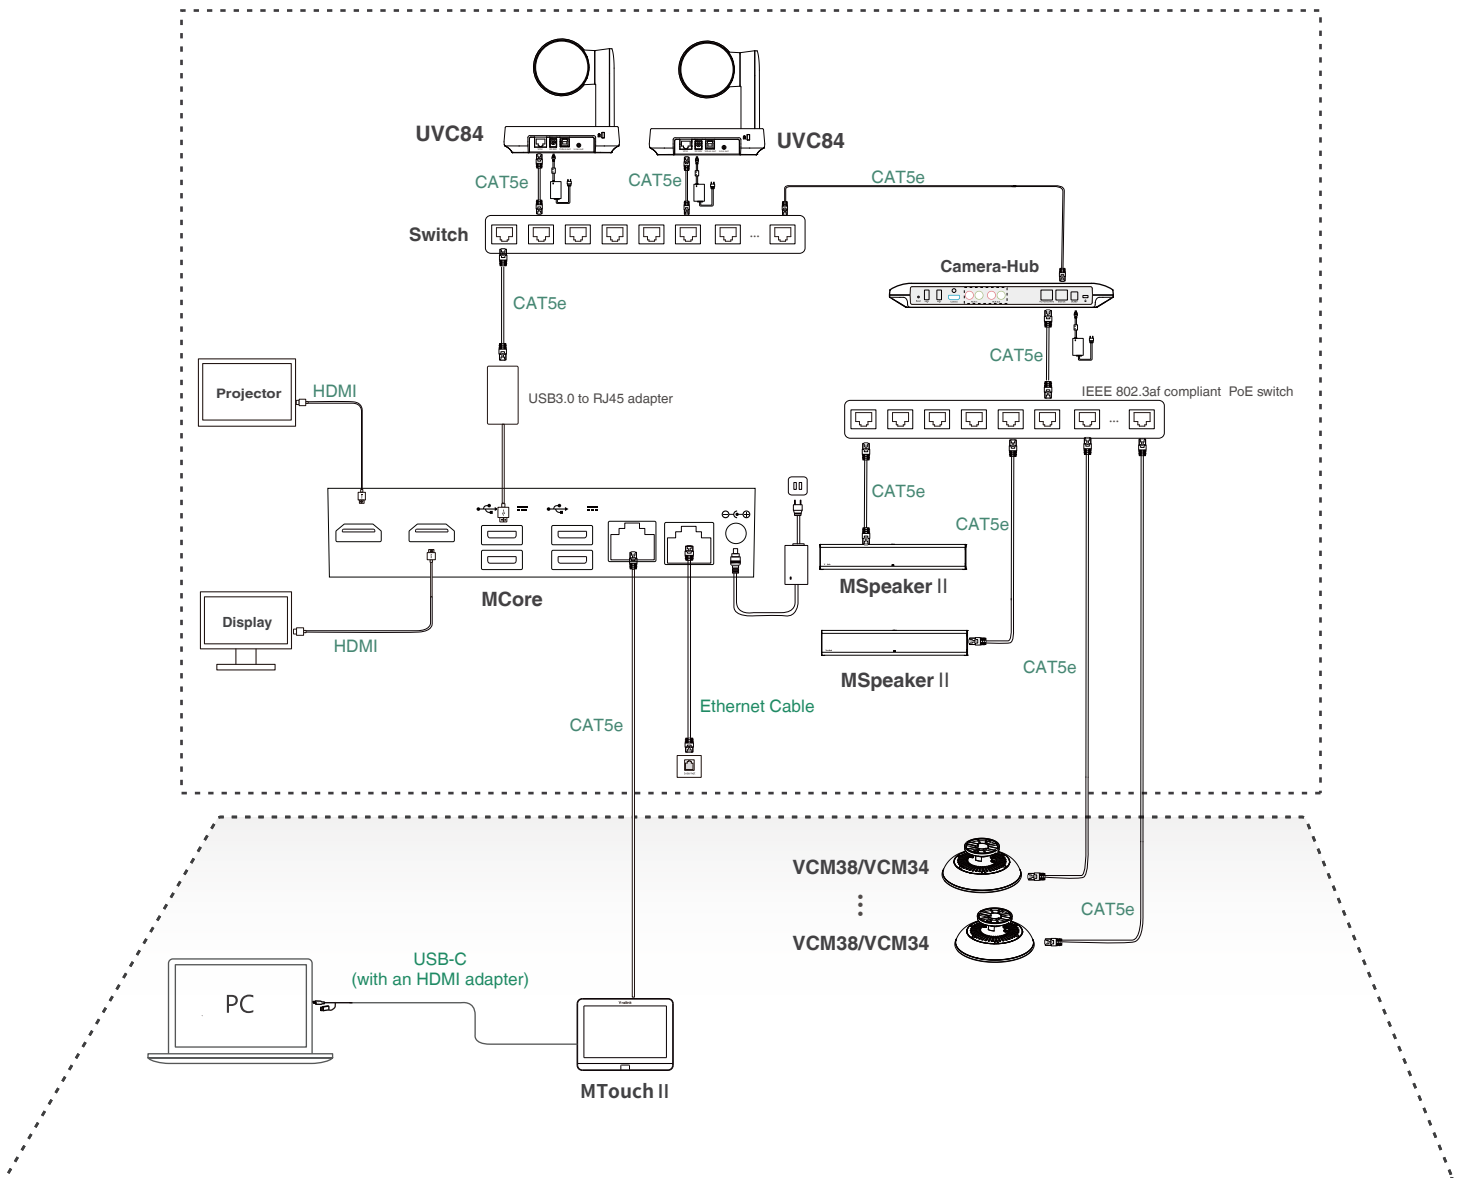 UVC84
UVC84
CAT5e
CAT5e
CAT5e
Switch
Camera-Hub
CAT5e
CAT5e
IEEE 802.3af compliant PoE switch
Projector
HDMI
USB3.0 to RJ45 adapter
...
...
CAT5e
CAT5e
MCore
MSpeaker II
Display
HDMI
MSpeaker II
CAT5e
Ethernet Cable
CAT5e
VCM38/VCM34
CAT5e
VCM38/VCM34
USB-C
(with an HDMI adapter)
PC
Yealink
MTouch II